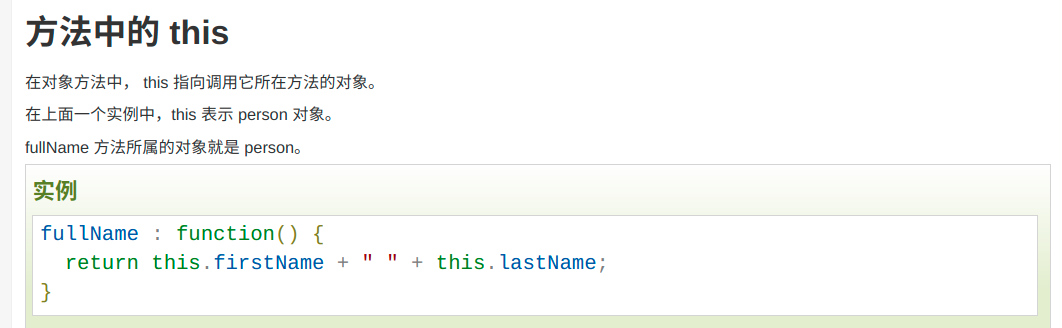 方法中的 this
在对象方法中， this 指向调用它所在方法的对象。
在上面一个实例中，this 表示 person 对象。
fullName 方法所属的对象就是 person。
实例
fullName : function() {
  return this.firstName + " " + this.lastName;
}